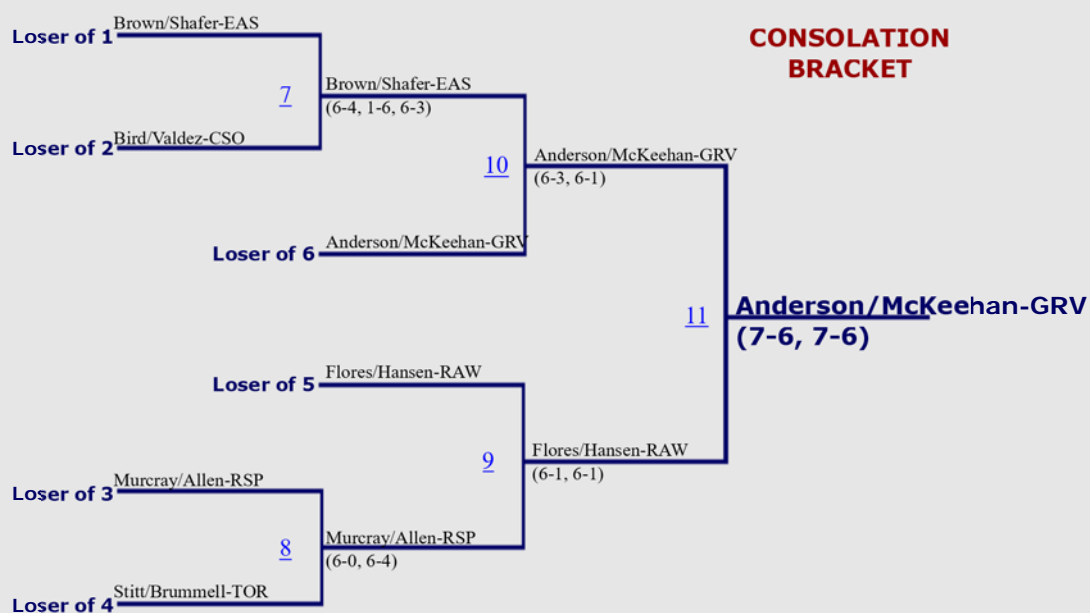 CONSOLATION
BRACKET
Brown/Shafer-EAS
Loser of 1
7
Brown/Shafer-EAS
(6-4, 1-6, 6-3)
Bird/Valdez-CSO
Loser of 2
10
Anderson/McKeehan-GRV
(6-3, 6-1)
Anderson/McKeehan-GRV
Loser of 6
11
Anderson/McKeehan-GRV
(7-6, 7-6)
Flores/Hansen-RAW
Loser of 5
9
Flores/Hansen-RAW
(6-1, 6-1)
Murcray/Allen-RSP
Loser of 3
8
Murcray/Allen-RSP
(6-0, 6-4)
Stitt/Brummell-TOR
Loser of 4